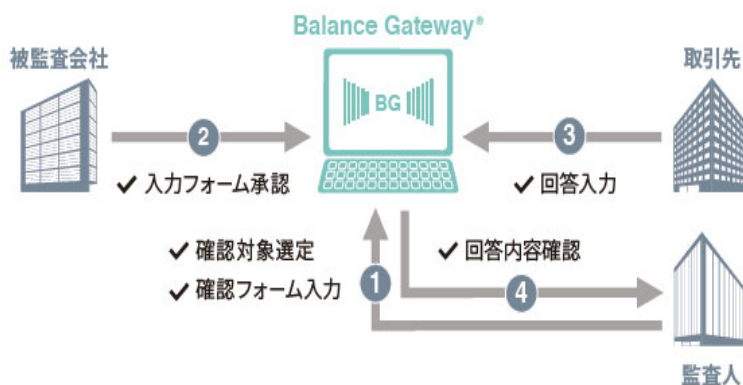 Balance Gateway®
被監査会社
取引先
BG
2
3
✓ 入力フォーム承認
✓ 回答入力
✓ 確認対象選定
✓ 確認フォーム入力
1
✓ 回答内容確認
4
監査人